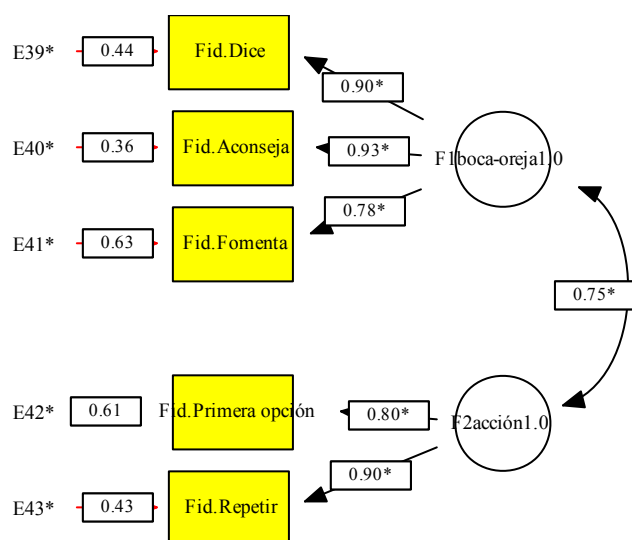 E39* 0.44 Fid.Dice 0.90*
E40* 0.36 Fid.Aconseja 0.93* F1boca-oreja1.0
E41* 0.63 Fid.Fomenta 0.78*
0.75*
E42* 0.61 Fid.Primera opción 0.80* F2acción1.0
E43* 0.43 Fid.Repetir 0.90*